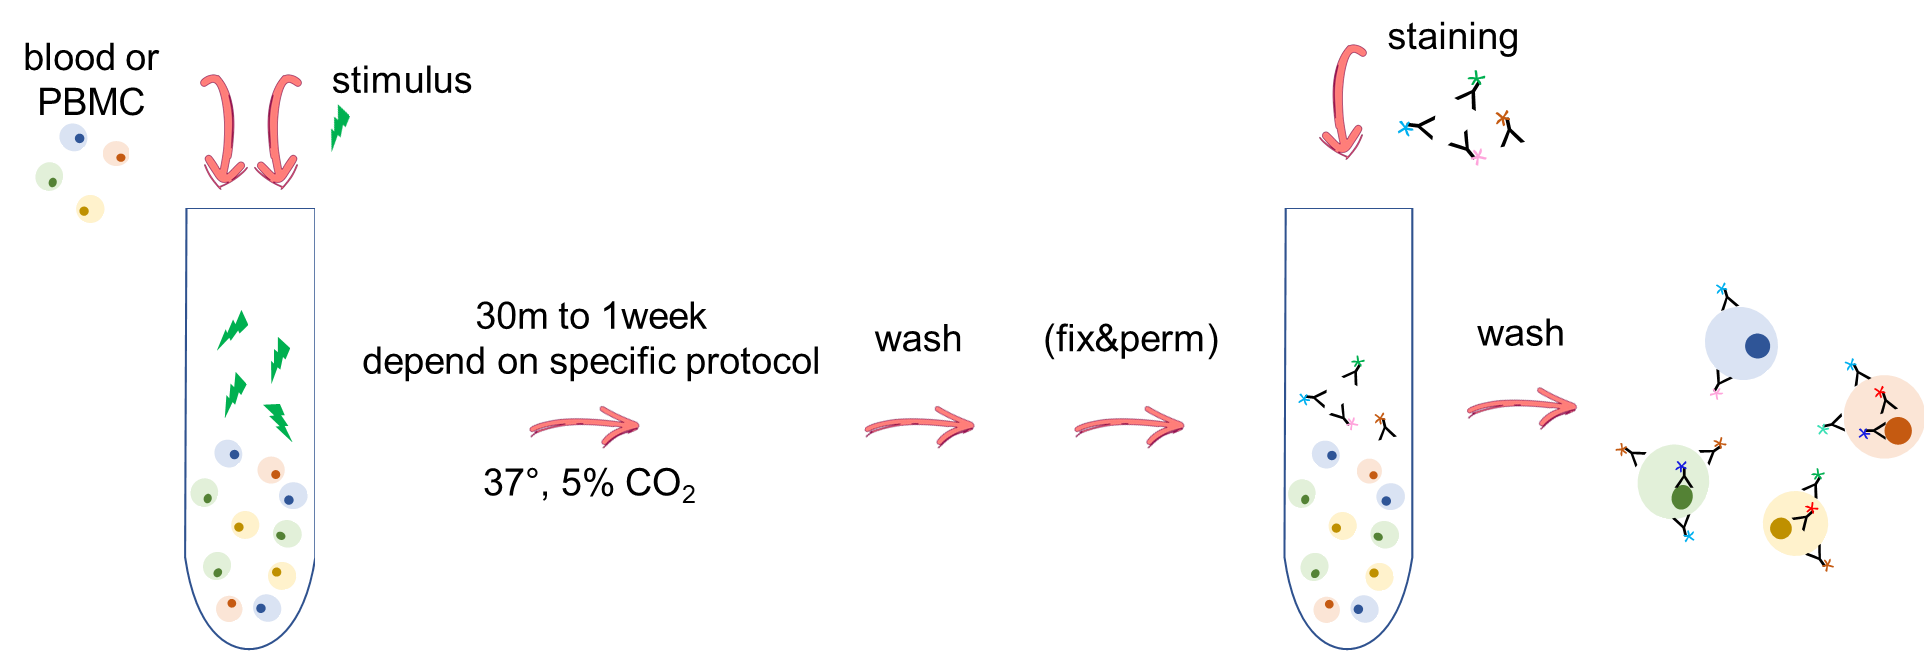 blood or
PBMC
stimulus
30m to 1week
depend on specific protocol
37°, 5% CO₂
wash
(fix&perm)
staining
wash